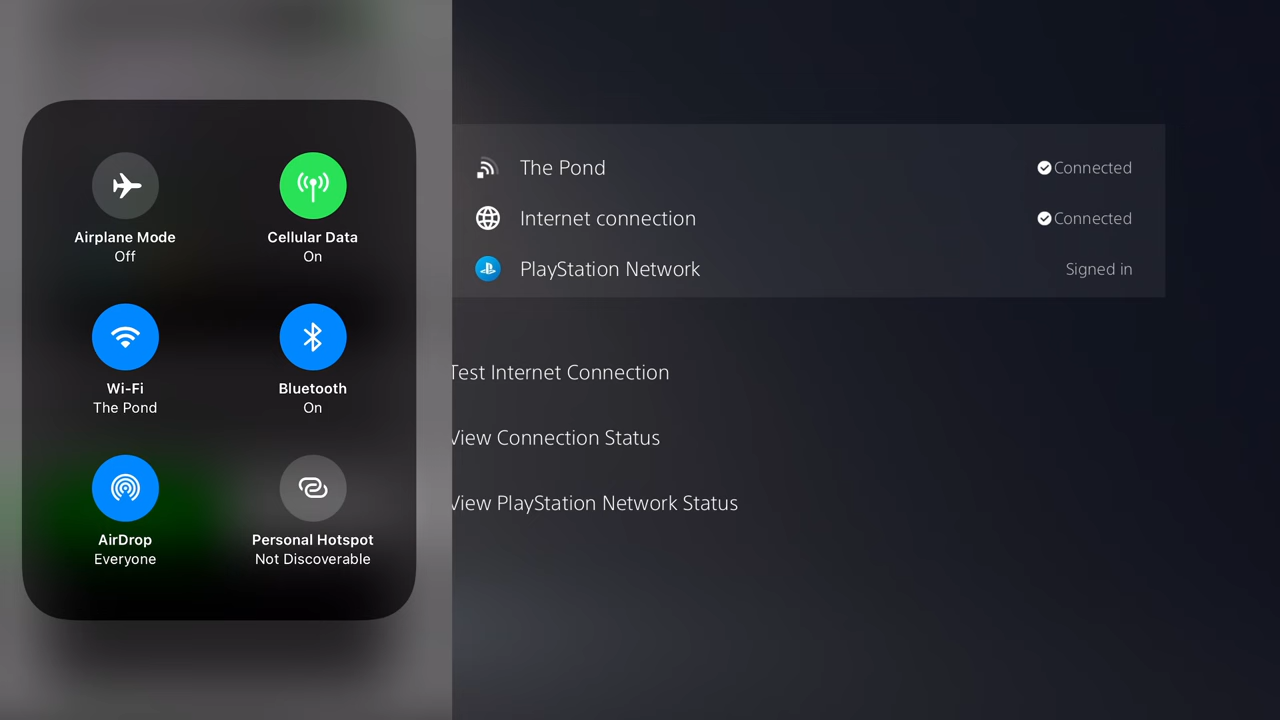 Airplane Mode
Off
Cellular Data
On
Wi-Fi
The Pond
Bluetooth
On
AirDrop
Everyone
Personal Hotspot
Not Discoverable
The Pond Connected
Internet connection Connected
PlayStation Network Signed in
Test Internet Connection
View Connection Status
View PlayStation Network Status